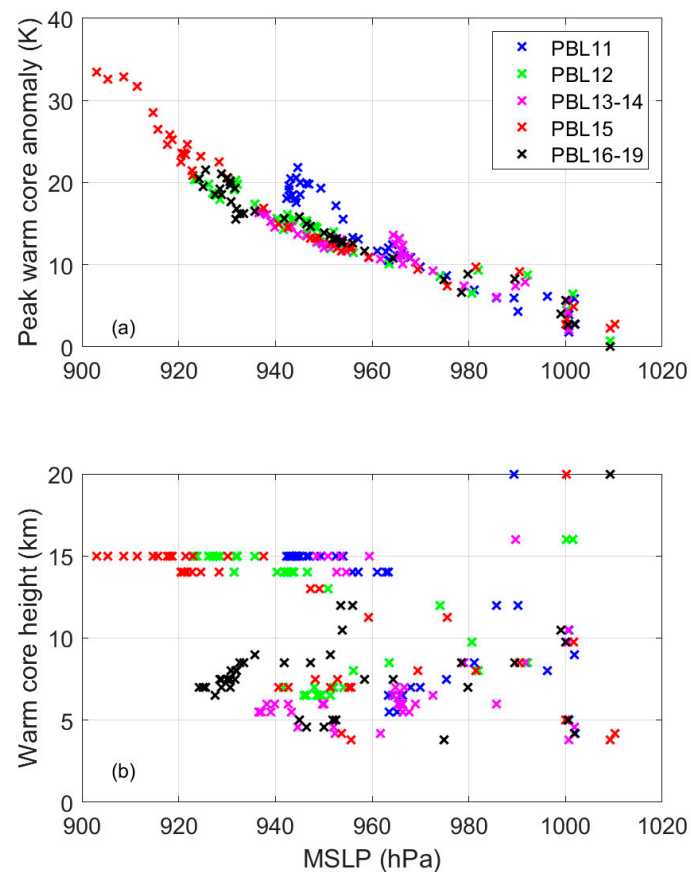 Peak warm core anomaly (K)
40
30
20
10
0
PBL11
PBL12
PBL13-14
PBL15
PBL16-19
(a)
900 920 940 960 980 1000 1020
Warm core height (km)
20
15
10
5
0
(b)
900 920 940 960 980 1000 1020
MSLP (hPa)